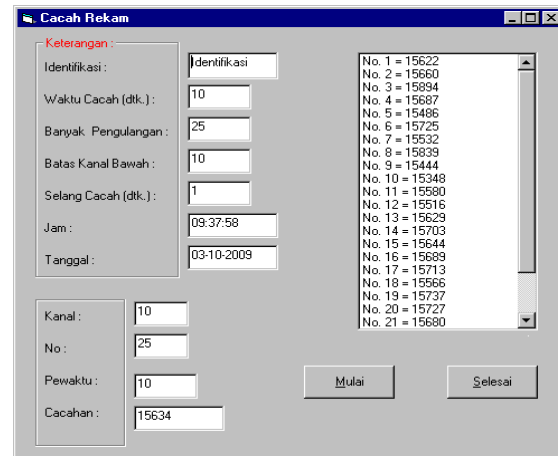 Cacah Rekam
Keterangan :
Identifikasi : Identifikasi
Waktu Cacah (dtk.) : 10
Banyak Pengulangan : 25
Batas Kanal Bawah : 10
Selang Cacah (dtk.) : 1
Jam : 09:37:58
Tanggal : 03-10-2009
Kanal : 10
No : 25
Pewaktu : 10
Cacahan : 15634
No. 1 = 15622
No. 2 = 15660
No. 3 = 15894
No. 4 = 15687
No. 5 = 15486
No. 6 = 15725
No. 7 = 15532
No. 8 = 15839
No. 9 = 15444
No. 10 = 15348
No. 11 = 15580
No. 12 = 15516
No. 13 = 15629
No. 14 = 15703
No. 15 = 15644
No. 16 = 15689
No. 17 = 15713
No. 18 = 15566
No. 19 = 15737
No. 20 = 15727
No. 21 = 15680
Mulai
Selesai